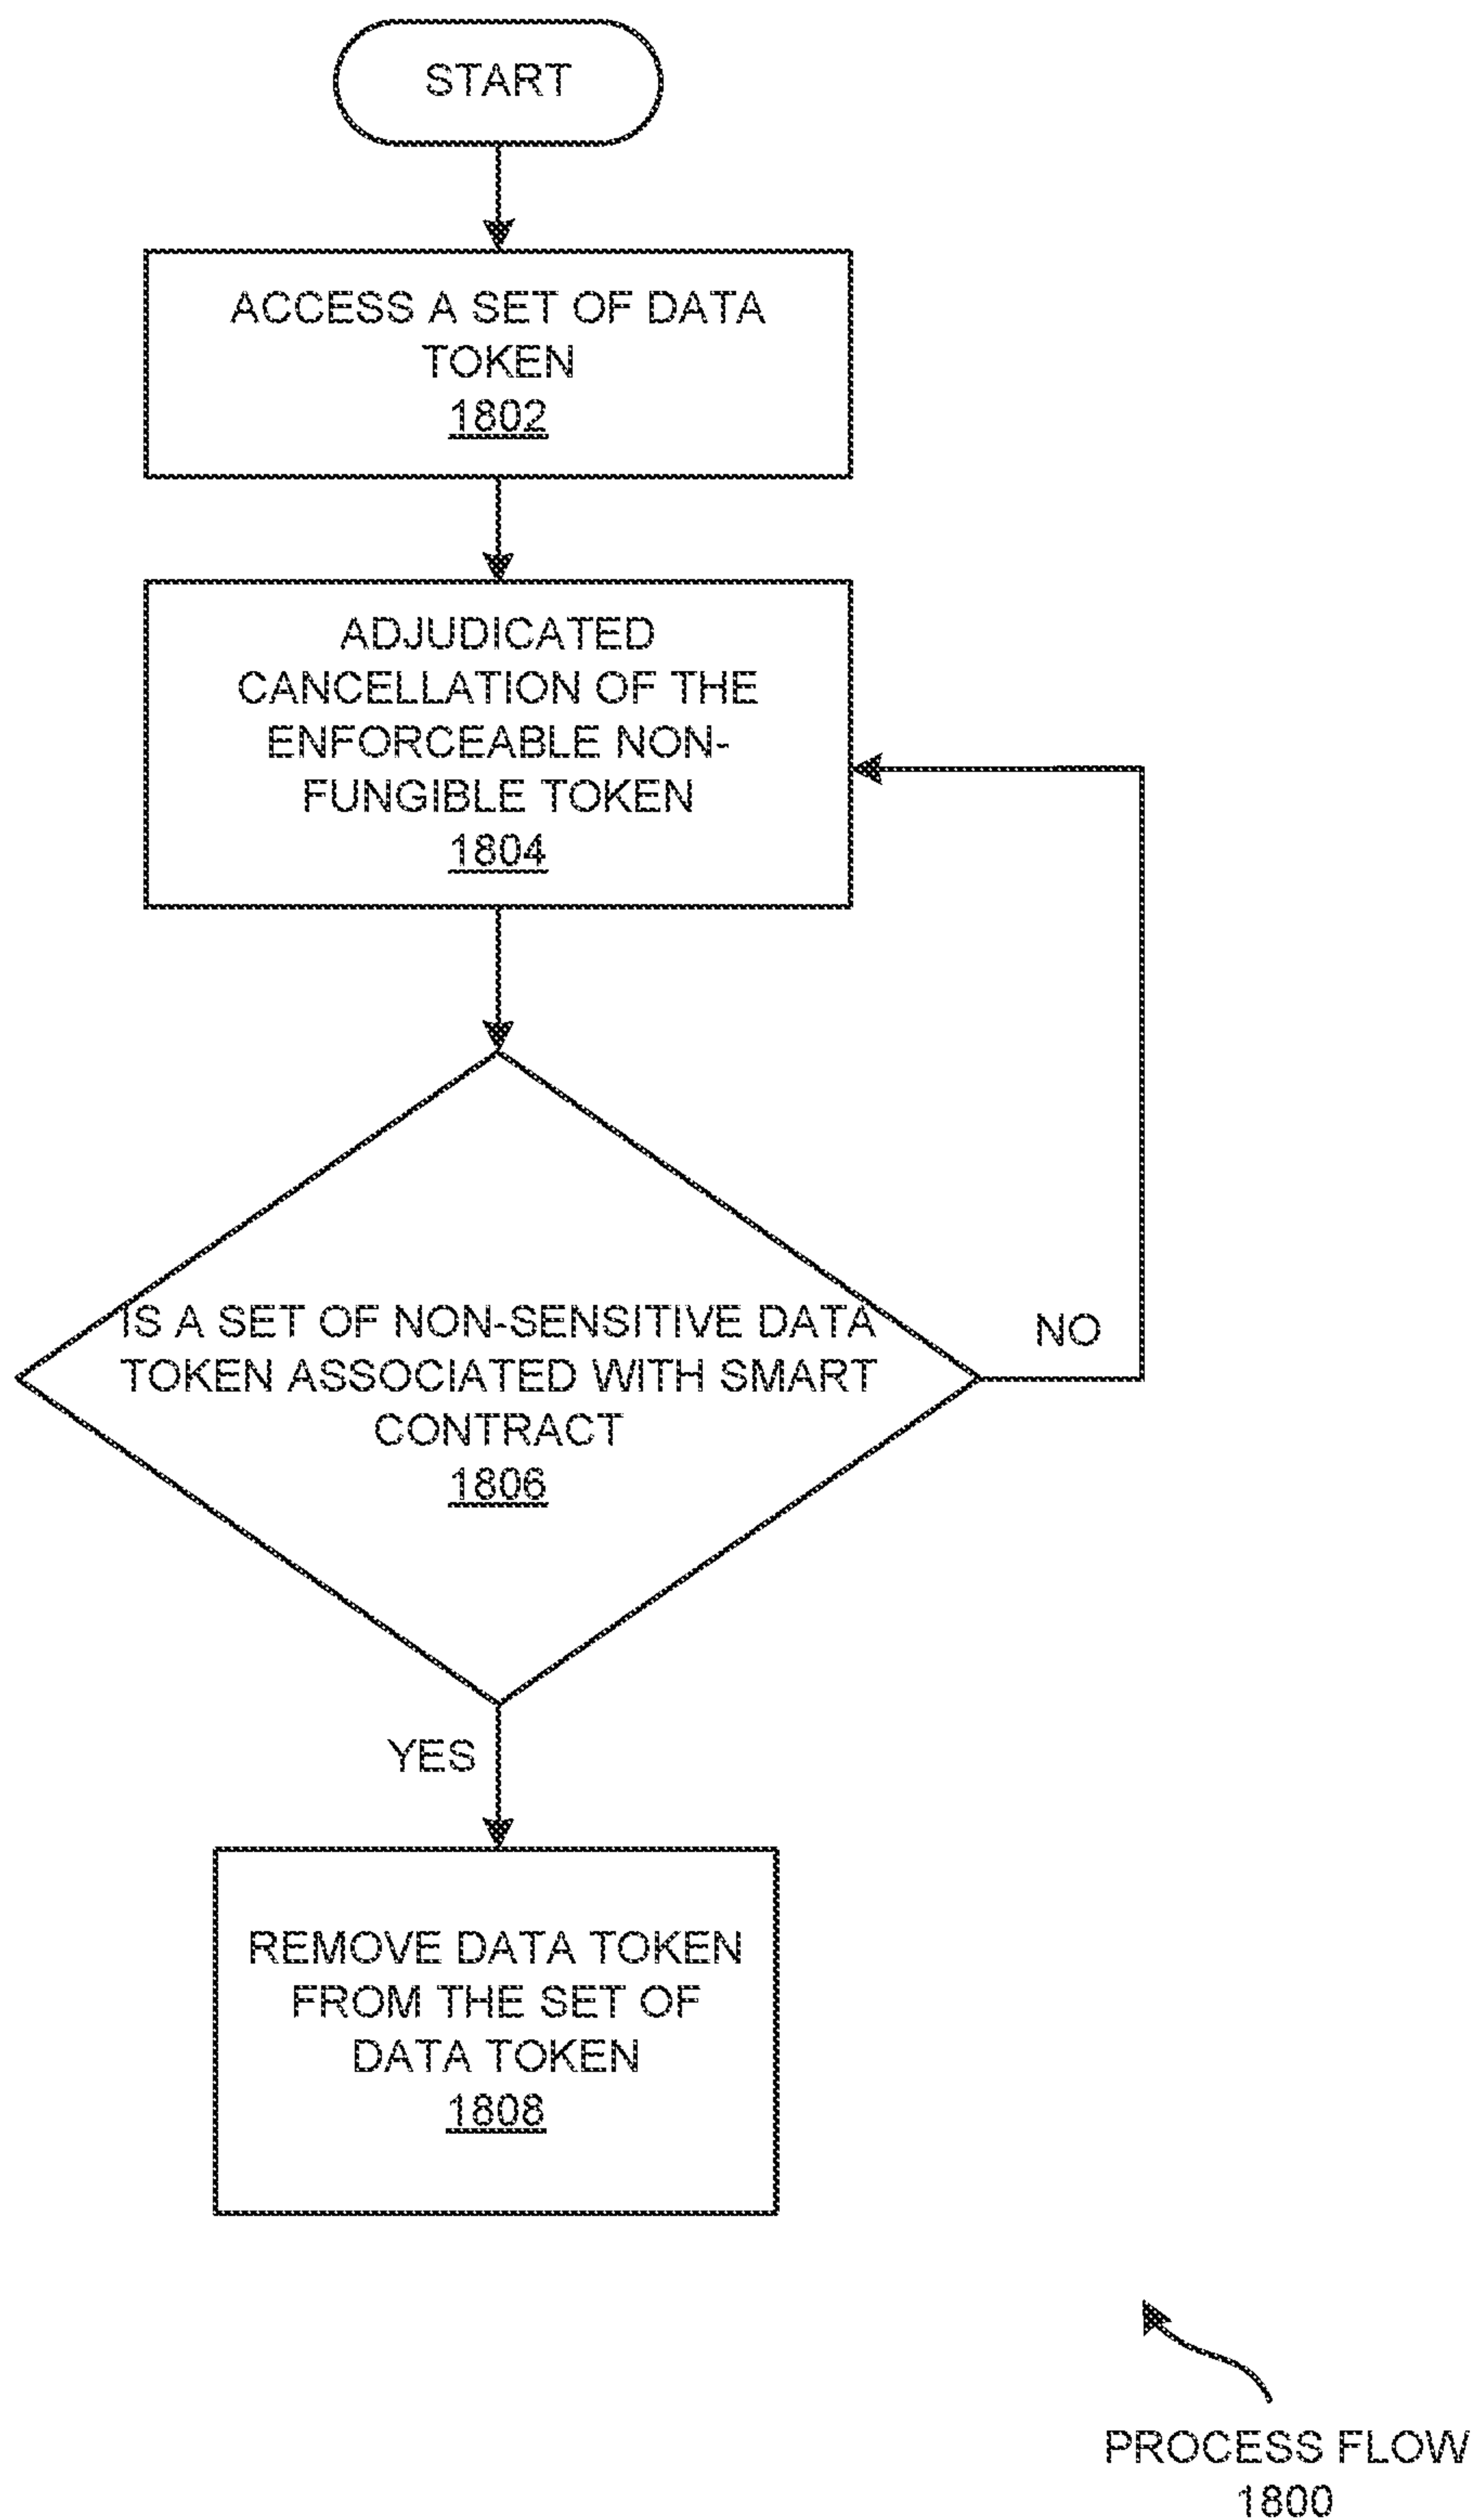 START
ACCESS A SET OF DATA
TOKEN
1802
ADJUDICATED
CANCELLATION OF THE
ENFORCEABLE NON-
FUNGIBLE TOKEN
1804
IS A SET OF NON-SENSITIVE DATA
TOKEN ASSOCIATED WITH SMART
CONTRACT
1806
NO
YES
REMOVE DATA TOKEN
FROM THE SET OF
DATA TOKEN
1808
PROCESS FLOW
1800